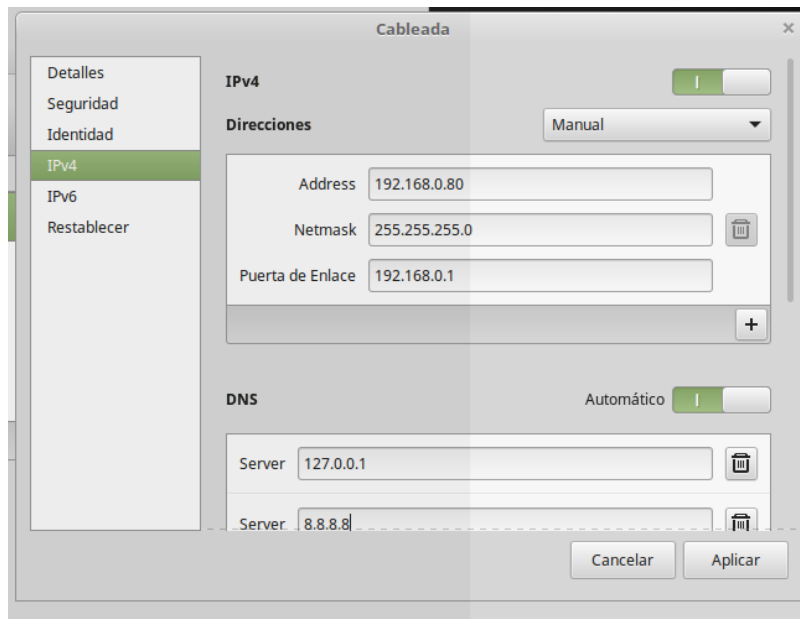 Cableada
Detalles
Seguridad
Identidad
IPv4
IPv6
Restablecer
IPv4
Direcciones
Manual
Address 192.168.0.80
Netmask 255.255.255.0
Puerta de Enlace 192.168.0.1
DNS
Automático
Server 127.0.0.1
Server 8.8.8.8
Cancelar
Aplicar